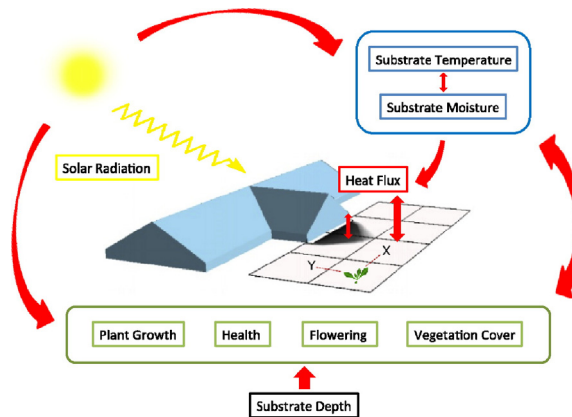 Substrate Temperature
Substrate Moisture
Solar Radiation
Heat Flux
X
Y
Plant Growth
Health
Flowering
Vegetation Cover
Substrate Depth